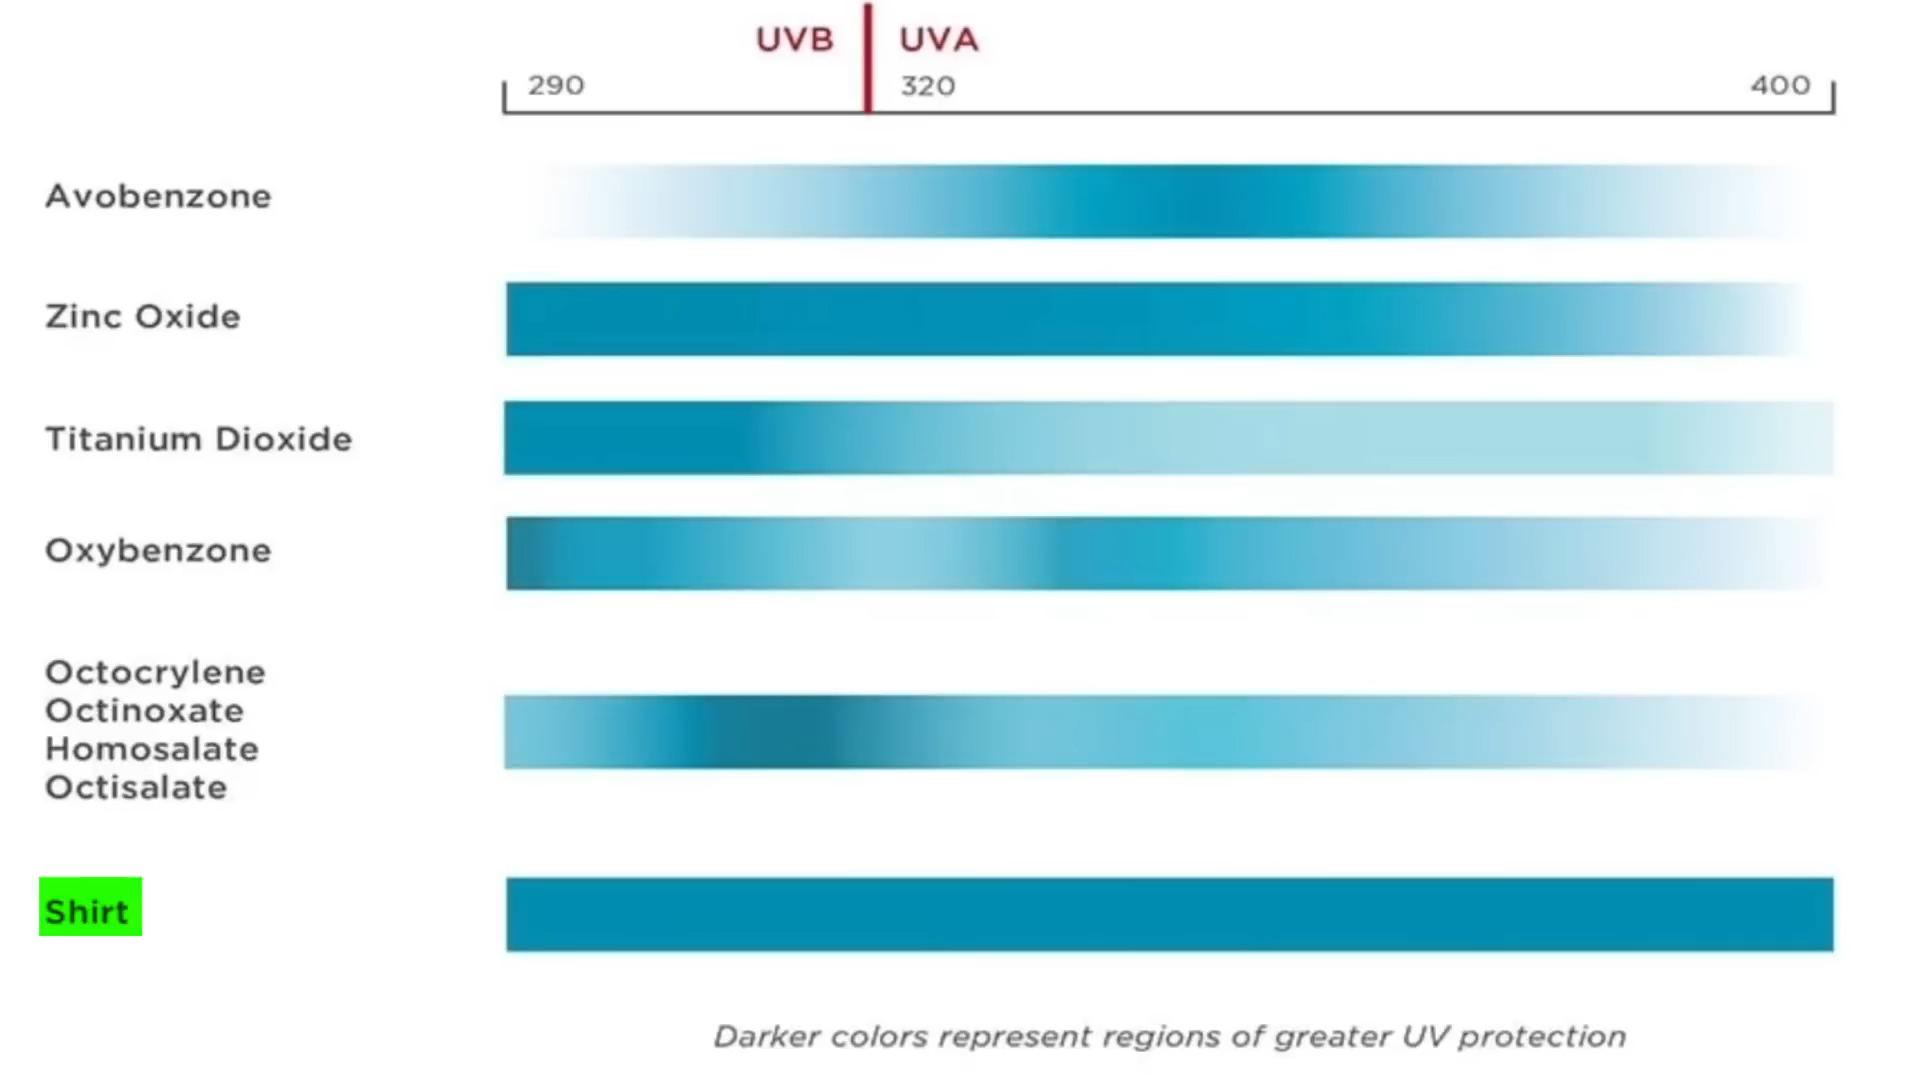 UVB UVA
290 320 400
Avobenzone
Zinc Oxide
Titanium Dioxide
Oxybenzone
Octocrylene
Octinoxate
Homosalate
Octisalate
Shirt
Darker colors represent regions of greater UV protection